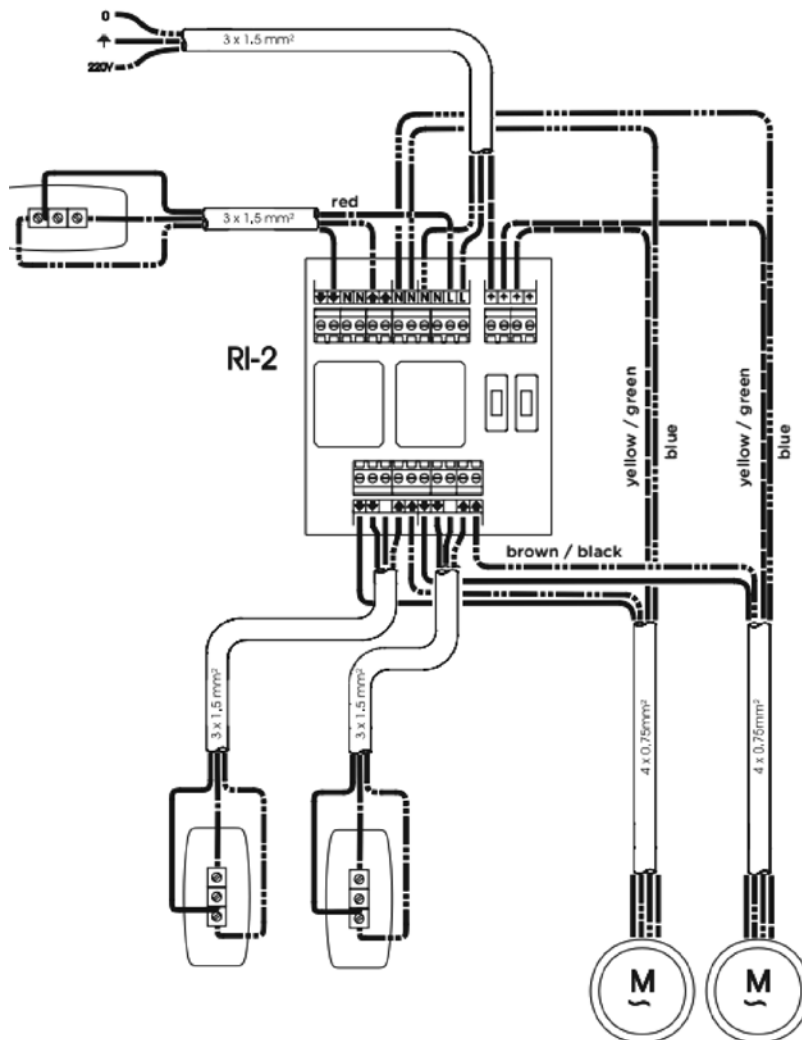 0
220V
3 x 1.5 mm²
red
3 x 1.5 mm²
N N N N N N L L
RI-2
yellow / green
blue
yellow / green
blue
brown / black
3 x 1.5 mm²
3 x 1.5 mm²
4 x 0.75mm²
4 x 0.75mm²
M
M